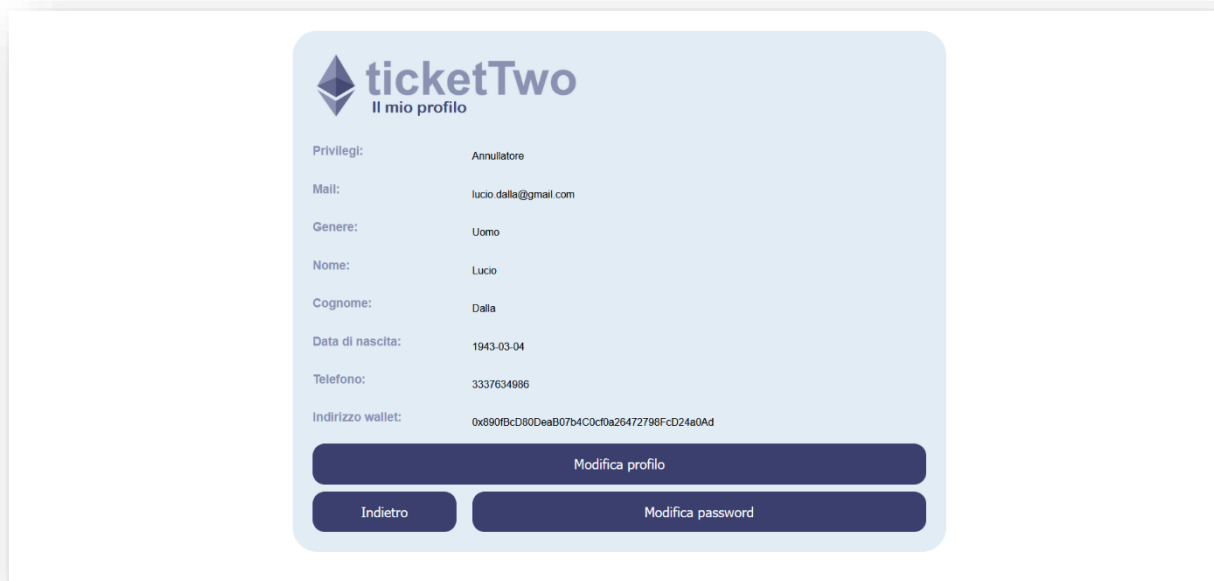 ticketTwo
Il mio profilo
Privilegi: Annullatore
Mail: lucio.dalla@gmail.com
Genere: Uomo
Nome: Lucio
Cognome: Dalla
Data di nascita: 1943-03-04
Telefono: 3337634986
Indirizzo wallet: 0x890fBcD80DeaB07b4C0cf0a26472798FcD24a0Ad
Modifica profilo
Indietro Modifica password